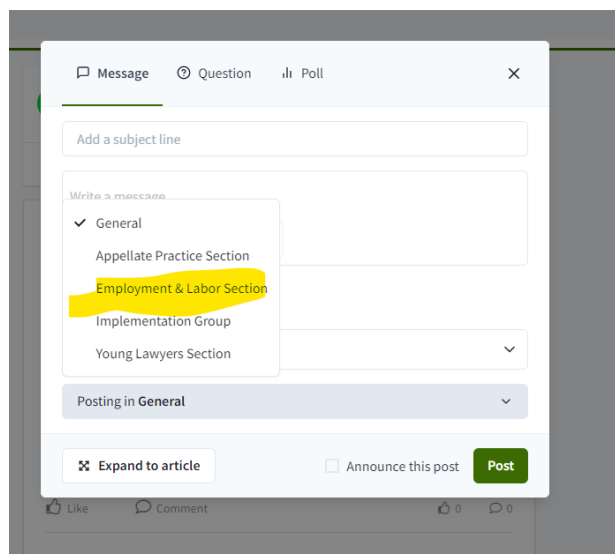 Message
Question
Poll
Add a subject line
Write a message
General
Appellate Practice Section
Employment & Labor Section
Implementation Group
Young Lawyers Section
Posting in General
Expand to article
Announce this post
Post
Like
Comment
0
0